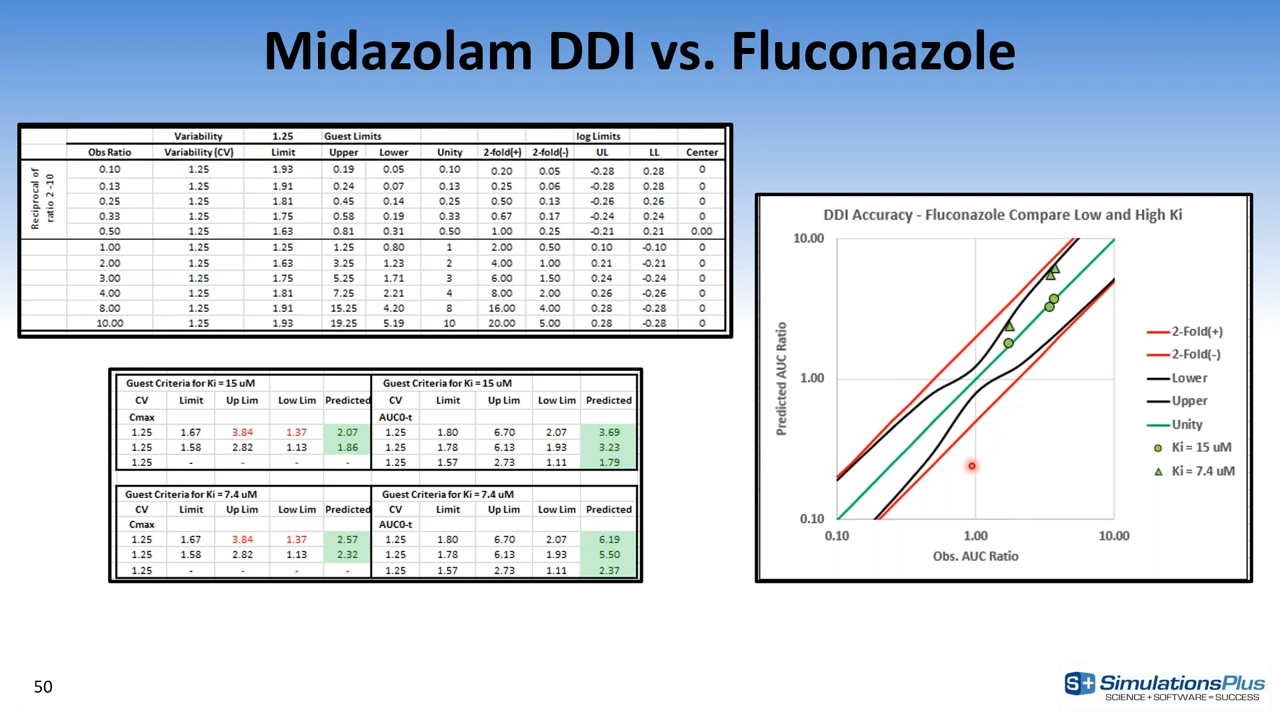 Midazolam DDI vs. Fluconazole
Variability 1.25 Guest Limits log Limits
Obs Ratio Variability (CV) Limit Upper Lower Unity 2-fold(+) 2-fold(-) UL LL Center
Reciprocal of
ratio 2 -10
0.10 1.25 1.93 0.19 0.05 0.10 0.20 0.05 -0.28 0.28 0
0.13 1.25 1.91 0.24 0.07 0.13 0.25 0.06 -0.28 0.28 0
0.25 1.25 1.81 0.45 0.14 0.25 0.50 0.13 -0.26 0.26 0
0.33 1.25 1.75 0.58 0.19 0.33 0.67 0.17 -0.24 0.24 0
0.50 1.25 1.63 0.81 0.31 0.50 1.00 0.25 -0.21 0.21 0.00
1.00 1.25 1.25 1.25 0.80 1 2.00 0.50 0.10 -0.10 0
2.00 1.25 1.63 3.25 1.23 2 4.00 1.00 0.21 -0.21 0
3.00 1.25 1.75 5.25 1.71 3 6.00 1.50 0.24 -0.24 0
4.00 1.25 1.81 7.25 2.21 4 8.00 2.00 0.26 -0.26 0
8.00 1.25 1.91 15.25 4.20 8 16.00 4.00 0.28 -0.28 0
10.00 1.25 1.93 19.25 5.19 10 20.00 5.00 0.28 -0.28 0
Guest Criteria for Ki = 15 uM Guest Criteria for Ki = 15 uM
CV Limit Up Lim Low Lim Predicted CV Limit Up Lim Low Lim Predicted
Cmax AUC0-t
1.25 1.67 3.84 1.37 2.07 1.25 1.80 6.70 2.07 3.69
1.25 1.58 2.82 1.13 1.86 1.25 1.78 6.13 1.93 3.23
1.25 - - - - 1.25 1.57 2.73 1.11 1.79
Guest Criteria for Ki = 7.4 uM Guest Criteria for Ki = 7.4 uM
CV Limit Up Lim Low Lim Predicted CV Limit Up Lim Low Lim Predicted
Cmax AUC0-t
1.25 1.67 3.84 1.37 2.57 1.25 1.80 6.70 2.07 6.19
1.25 1.58 2.82 1.13 2.32 1.25 1.78 6.13 1.93 5.50
1.25 - - - - 1.25 1.57 2.73 1.11 2.37
DDI Accuracy - Fluconazole Compare Low and High Ki
Predicted AUC Ratio
10.00
1.00
0.10
0.10 1.00 10.00
Obs. AUC Ratio
2-Fold(+)
2-Fold(-)
Lower
Upper
Unity
Ki = 15 uM
Ki = 7.4 uM
50
S+ SimulationsPlus
SCIENCE + SOFTWARE = SUCCESS